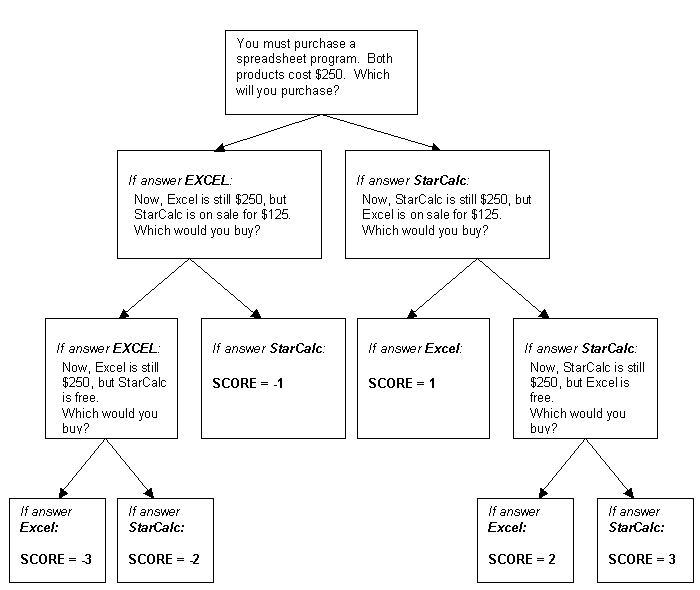 You must purchase a
spreadsheet program. Both
products cost $250. Which
will you purchase?
If answer EXCEL:
Now, Excel is still $250, but
StarCalc is on sale for $125.
Which would you buy?
If answer StarCalc:
Now, StarCalc is still $250, but
Excel is on sale for $125.
Which would you buy?
If answer EXCEL:
Now, Excel is still
$250, but StarCalc
is free.
Which would you
buy?
If answer StarCalc:
SCORE = -1
If answer Excel:
SCORE = 1
If answer StarCalc:
Now, StarCalc is still
$250, but Excel is
free.
Which would you
buy?
If answer
Excel:
SCORE = -3
If answer
StarCalc:
SCORE = -2
If answer
Excel:
SCORE = 2
If answer
StarCalc:
SCORE = 3